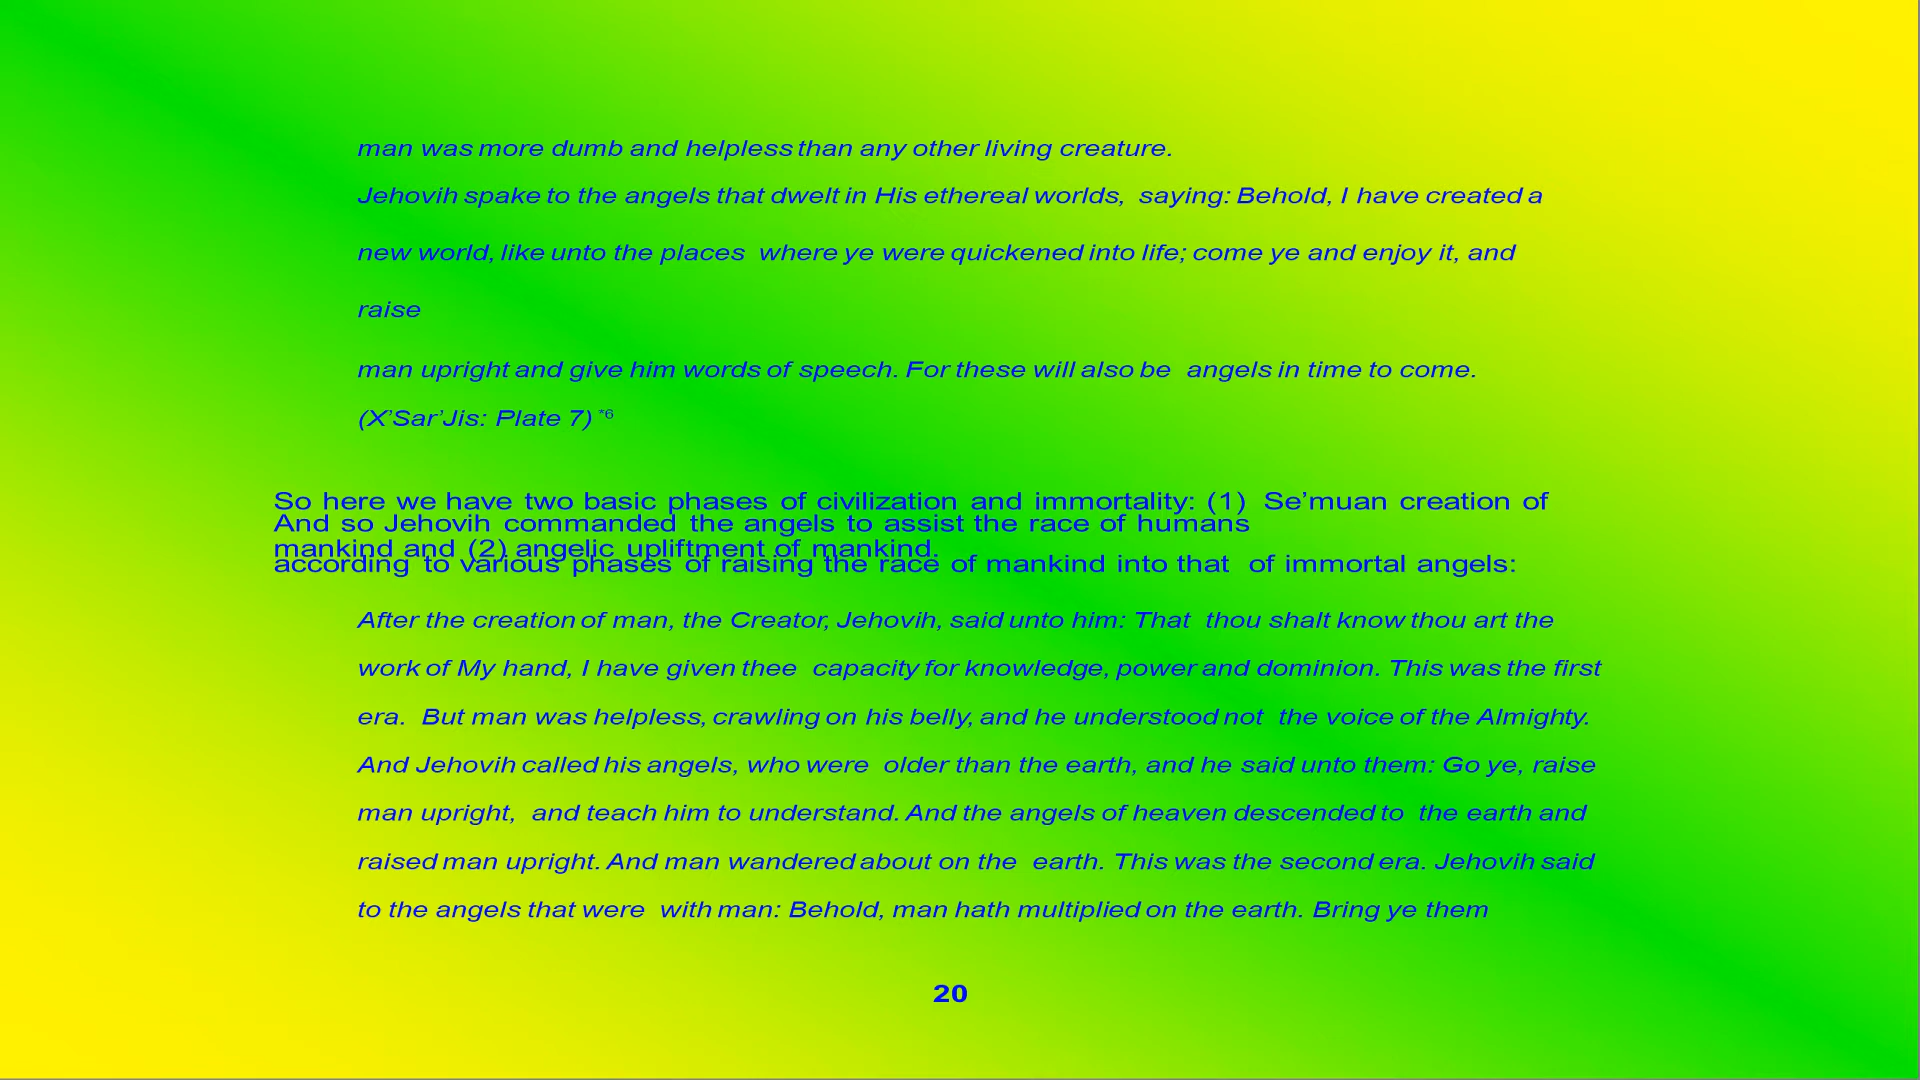 man was more dumb and helpless than any other living creature.
Jehovih spake to the angels that dwelt in His ethereal worlds, saying: Behold, I have created a
new world, like unto the places where ye were quickened into life; come ye and enjoy it, and
raise
man upright and give him words of speech. For these will also be angels in time to come.
(X’Sar’Jis: Plate 7) *6
So here we have two basic phases of civilization and immortality: (1) Se’muan creation of
mankind and (2) angelic upliftment of mankind.
And so Jehovih commanded the angels to assist the race of humans
according to various phases of raising the race of mankind into that of immortal angels:
After the creation of man, the Creator, Jehovih, said unto him: That thou shalt know thou art the
work of My hand, I have given thee capacity for knowledge, power and dominion. This was the first
era. But man was helpless, crawling on his belly, and he understood not the voice of the Almighty.
And Jehovih called his angels, who were older than the earth, and he said unto them: Go ye, raise
man upright, and teach him to understand. And the angels of heaven descended to the earth and
raised man upright. And man wandered about on the earth. This was the second era. Jehovih said
to the angels that were with man: Behold, man hath multiplied on the earth. Bring ye them
20